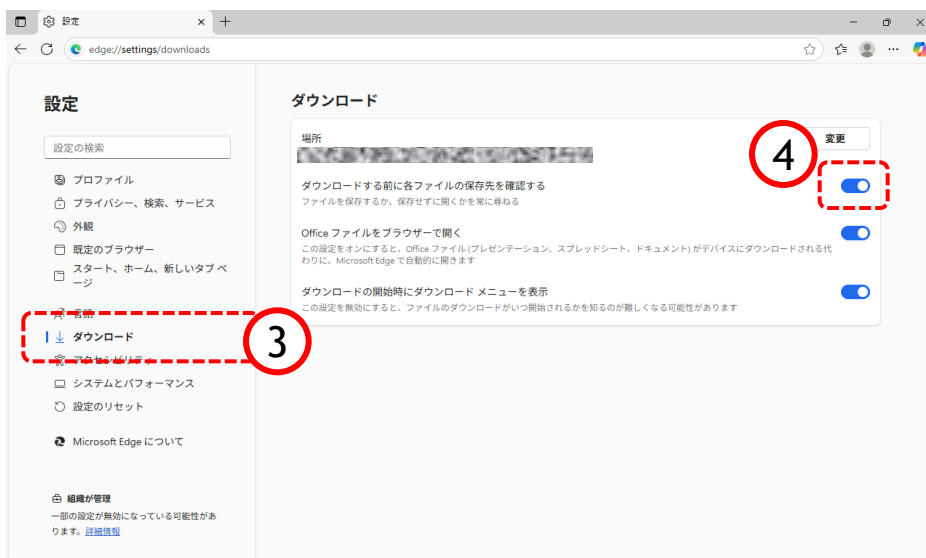 設定
edge://settings/downloads
設定
設定の検索
プロファイル
プライバシー、検索、サービス
外観
既定のブラウザー
スタート、ホーム、新しいタブ ペ
ージ
言語
ダウンロード
アクセシビリティ
システムとパフォーマンス
設定のリセット
Microsoft Edge について
組織が管理
一部の設定が無効になっている可能性があ
ります。詳細情報
3
ダウンロード
場所
変更
4
ダウンロードする前に各ファイルの保存先を確認する
ファイルを保存するか、保存せずに開くかを常に尋ねる
Office ファイルをブラウザーで開く
この設定をオンにすると、Office ファイル (プレゼンテーション、スプレッドシート、ドキュメント) がデバイスにダウンロードされる代
わりに、Microsoft Edge で自動的に開きます
ダウンロードの開始時にダウンロード メニューを表示
この設定を無効にすると、ファイルのダウンロードがいつ開始されるかを知るのが難しくなる可能性があります